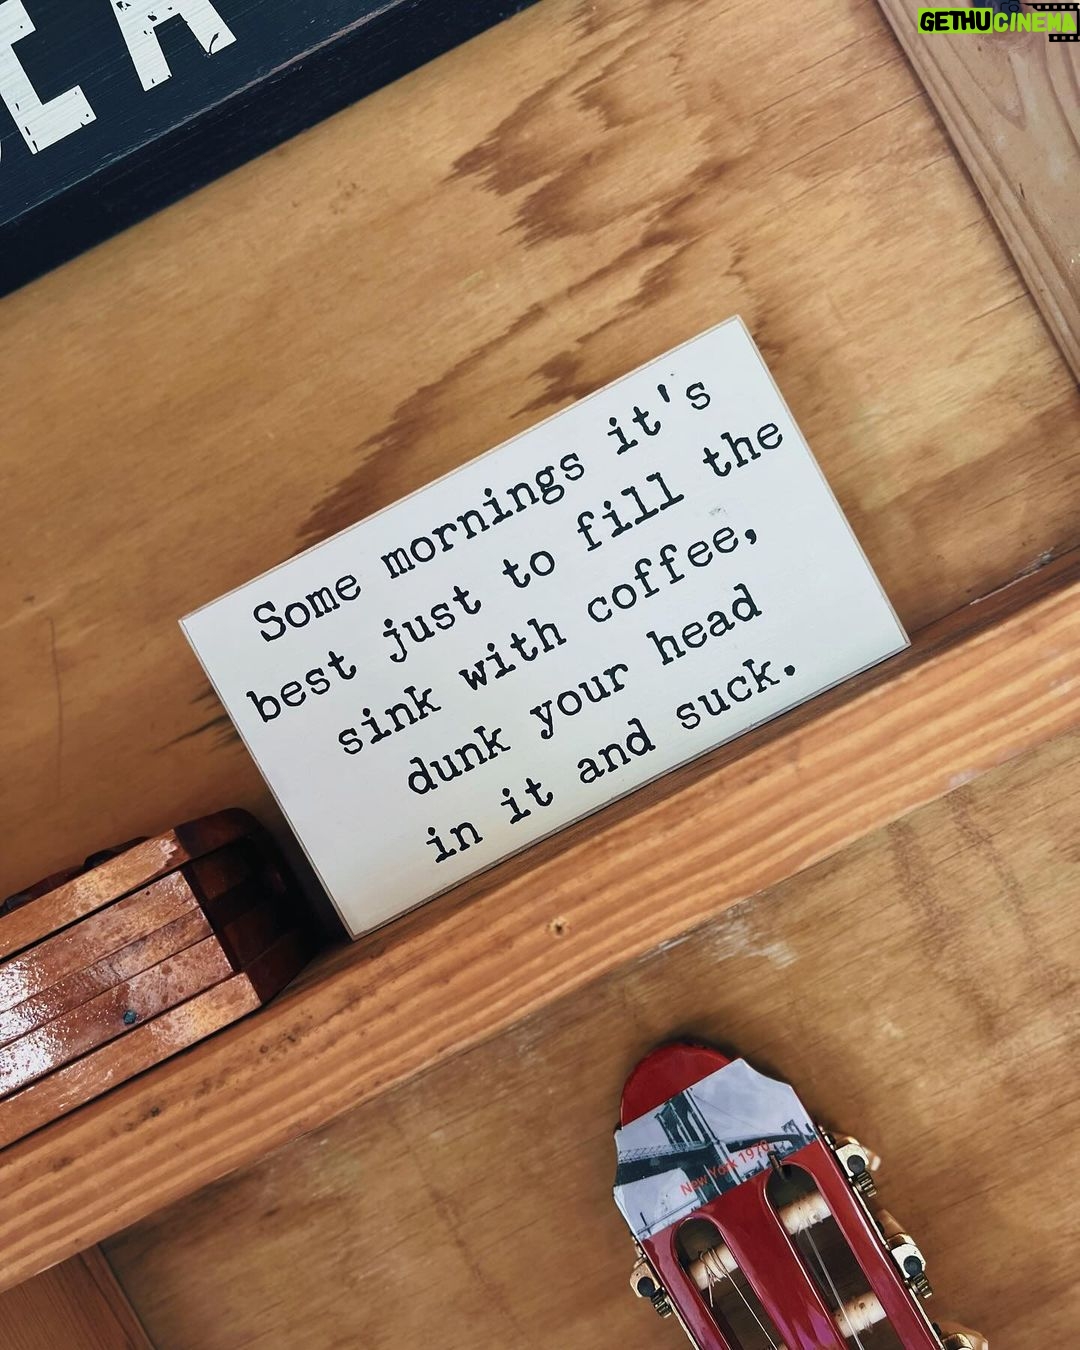 GETHUCINEMA
Some mornings it's
best just to fill the
sink with coffee,
dunk your head
in it and suck.
New York 1970